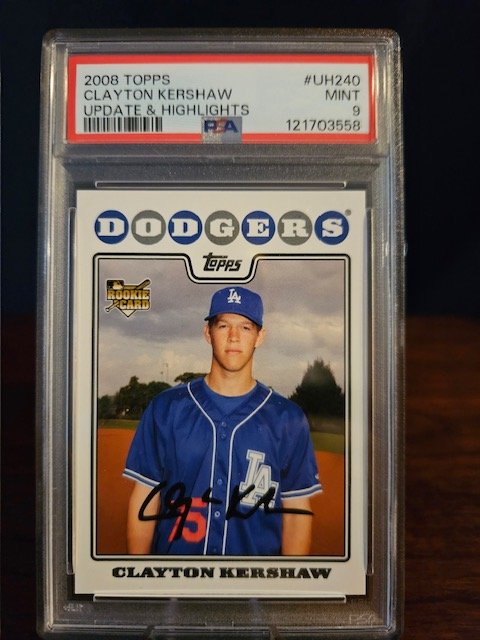 2008 TOPPS #UH240
CLAYTON KERSHAW MINT
UPDATE & HIGHLIGHTS 9
PSA 121703558
DODGERS
Topps
ROOKIE
CARD
LA
LA
5
CLAYTON KERSHAW